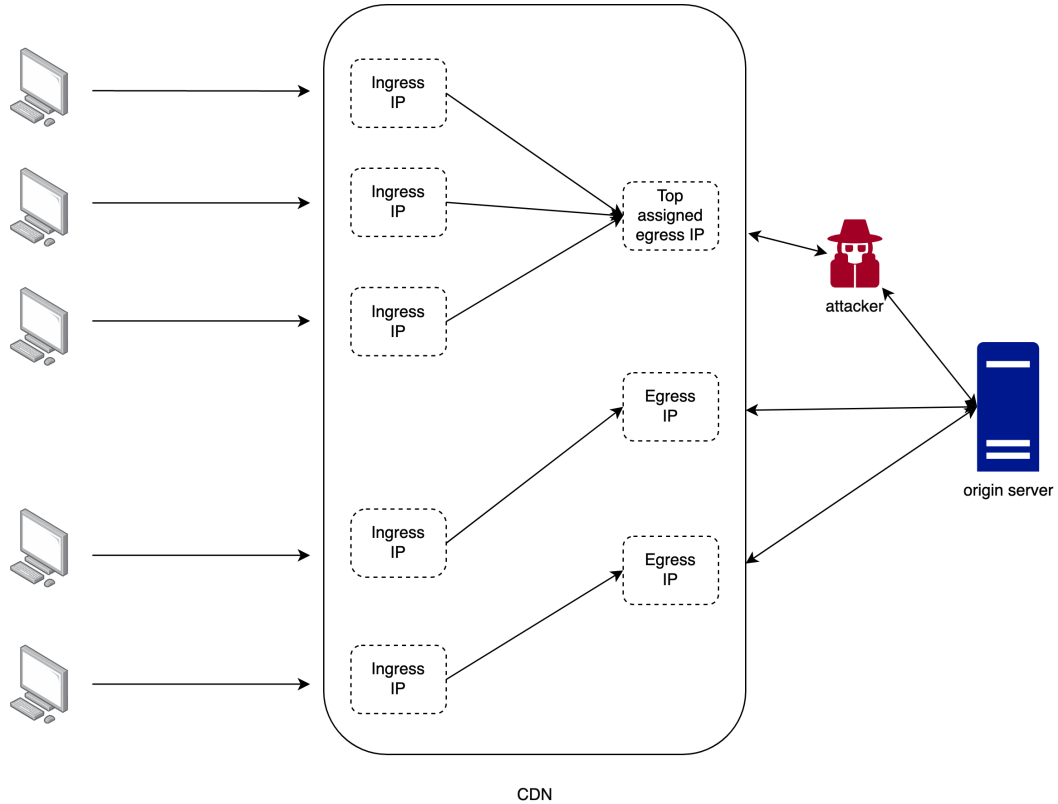 Ingress
IP
Ingress
IP
Top
assigned
egress IP
attacker
Ingress
IP
Egress
IP
origin server
Ingress
IP
Egress
IP
Ingress
IP
CDN